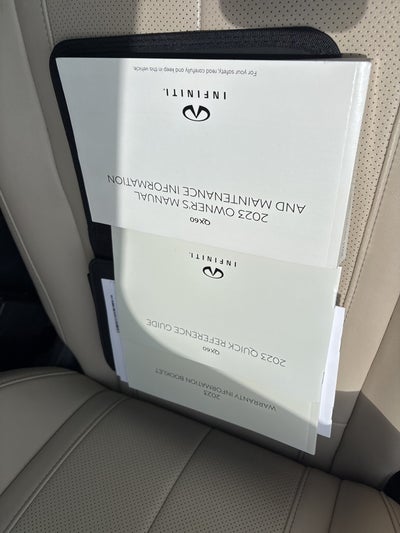 QX60
2023 OWNER'S MANUAL
AND MAINTENANCE INFORMATION
INFINITI.
For your safety, read carefully and keep in this vehicle.
QX60
2023 QUICK REFERENCE GUIDE
INFINITI.
2023
WARRANTY INFORMATION BOOKLET